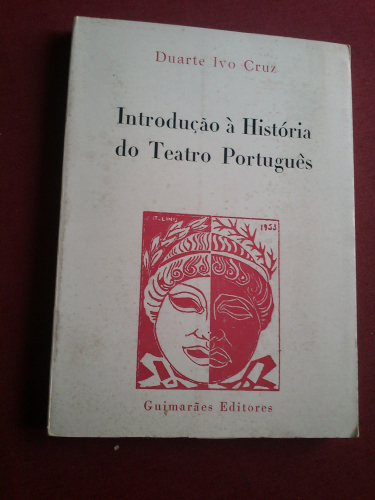 Duarte Ivo Cruz
Introdução à História
do Teatro Português
1953
Guimarães Editores